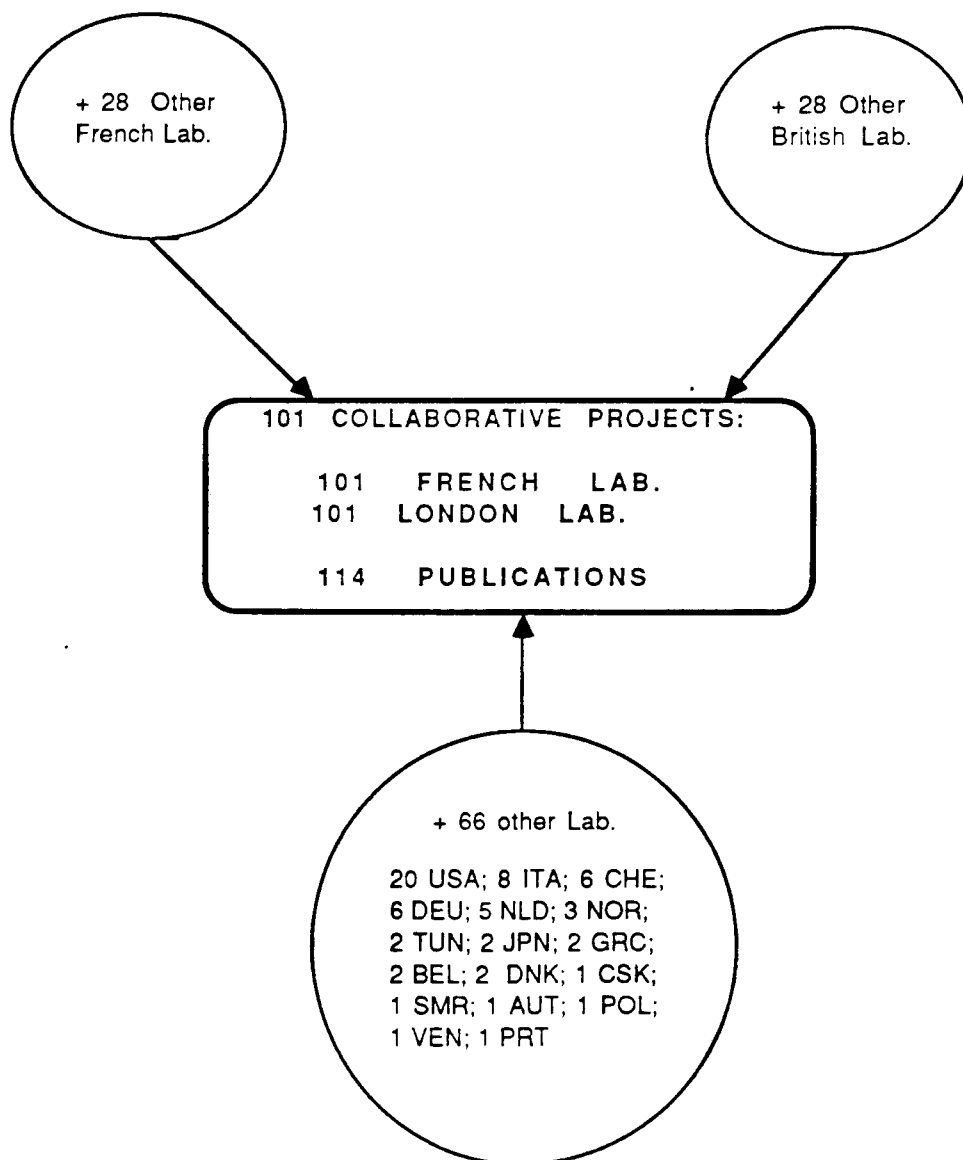 + 28 Other
French Lab.
+ 28 Other
British Lab.
101 COLLABORATIVE PROJECTS:
101 FRENCH LAB.
101 LONDON LAB.
114 PUBLICATIONS
+ 66 other Lab.
20 USA; 8 ITA; 6 CHE;
6 DEU; 5 NLD; 3 NOR;
2 TUN; 2 JPN; 2 GRC;
2 BEL; 2 DNK; 1 CSK;
1 SMR; 1 AUT; 1 POL;
1 VEN; 1 PRT